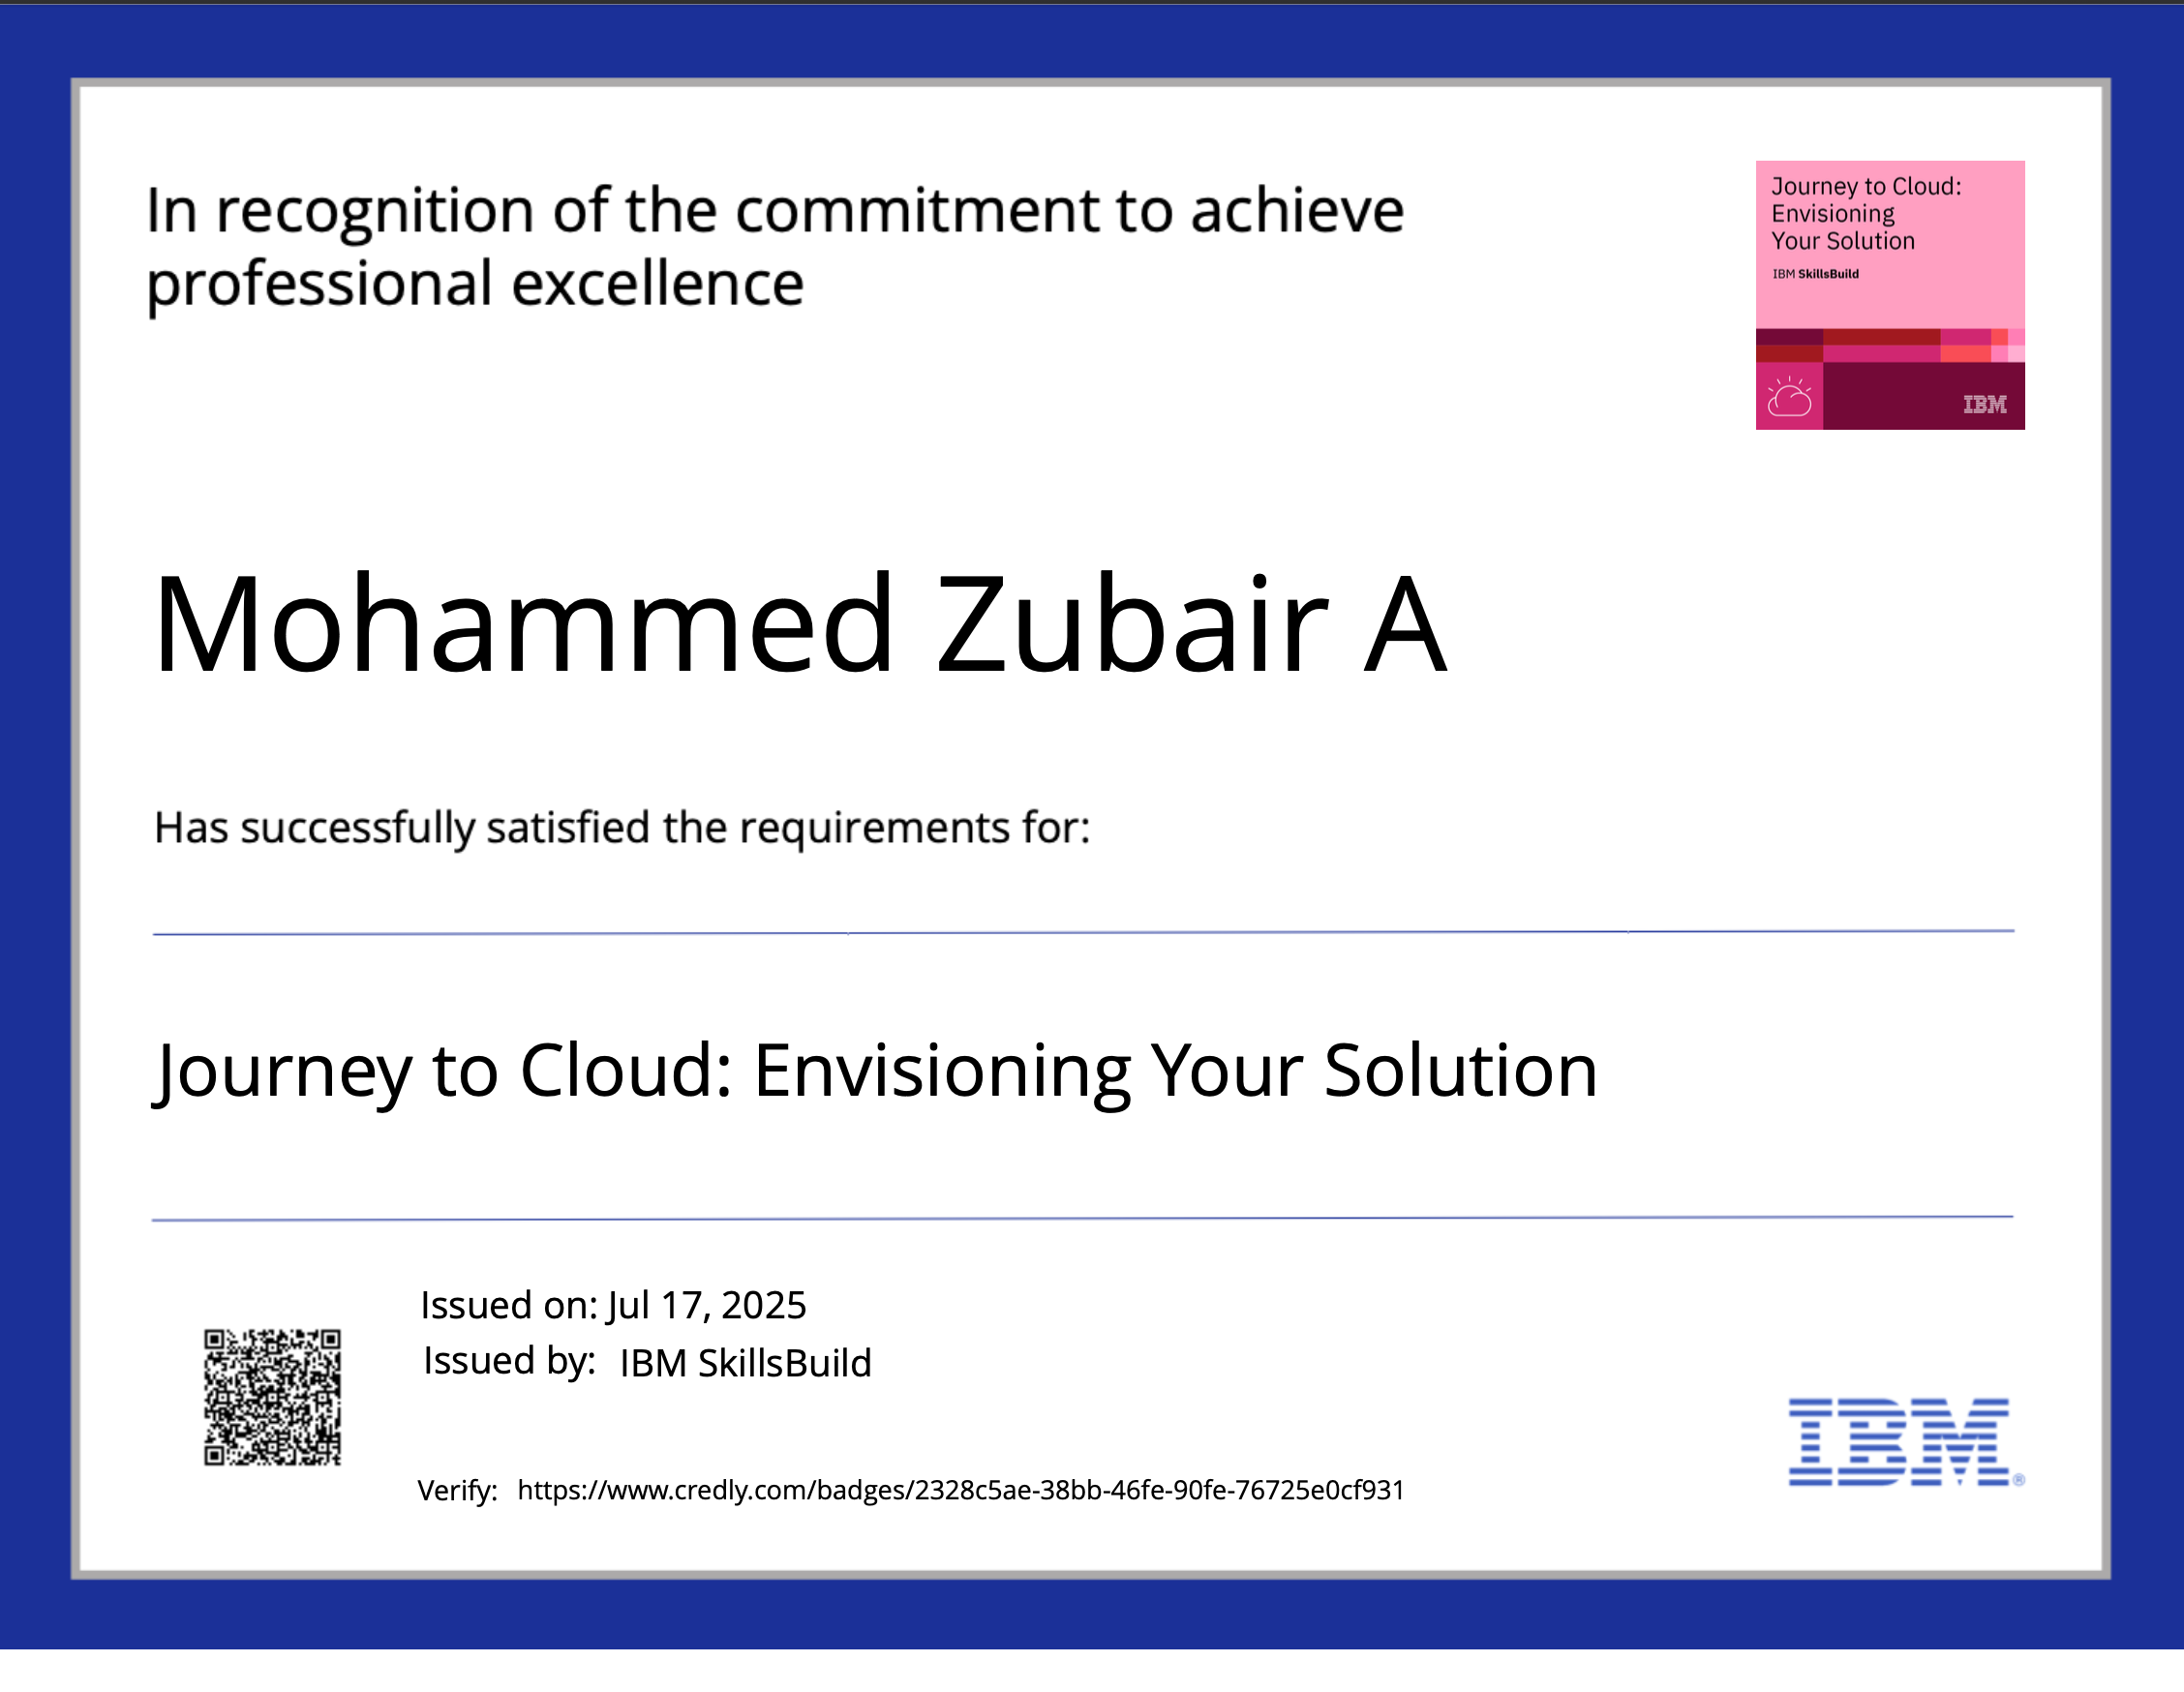 In recognition of the commitment to achieve
professional excellence
Journey to Cloud:
Envisioning
Your Solution
IBM SkillsBuild
IBM
Mohammed Zubair A
Has successfully satisfied the requirements for:
Journey to Cloud: Envisioning Your Solution
Issued on: Jul 17, 2025
Issued by: IBM SkillsBuild
Verify: https://www.credly.com/badges/2328c5ae-38bb-46fe-90fe-76725e0cf931
IBM®